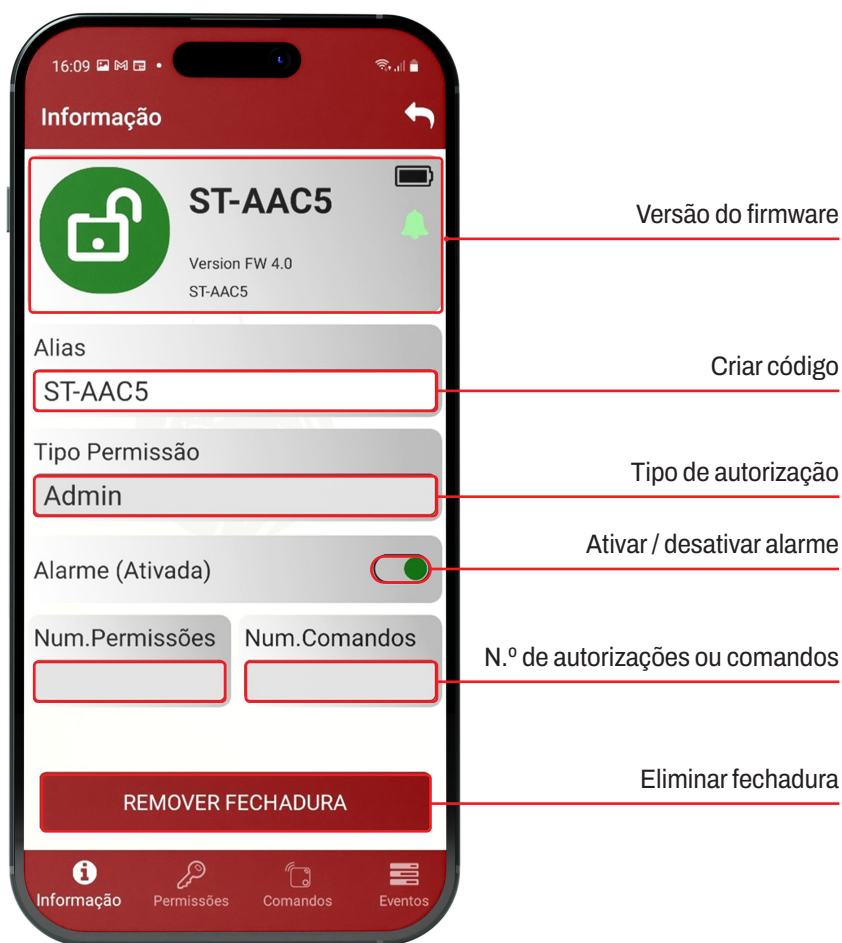 16:09
Informação
ST-AAC5
Version FW 4.0
ST-AAC5
Versão do firmware
Alias
ST-AAC5
Criar código
Tipo Permissão
Admin
Tipo de autorização
Alarme (Ativada)
Ativar / desativar alarme
Num.Permissões Num.Comandos
N.º de autorizações ou comandos
REMOVER FECHADURA
Eliminar fechadura
Informação Permissões Comandos Eventos